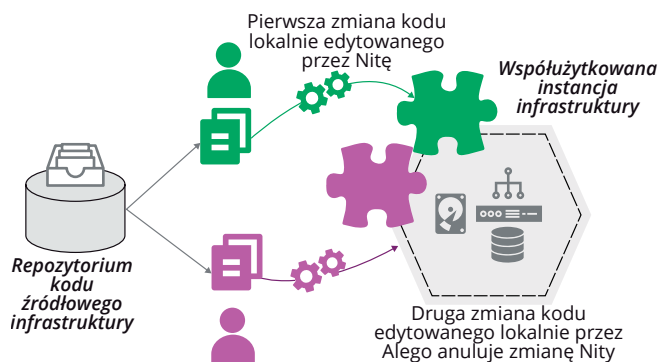 Pierwsza zmiana kodu
lokalnie edytowanego
przez Nitę
Współużytkowana
instancja
infrastruktury
Repozytorium
kodu
źródłowego
infrastruktury
Druga zmiana kodu
edytowanego lokalnie przez
Alego anuluje zmianę Nity